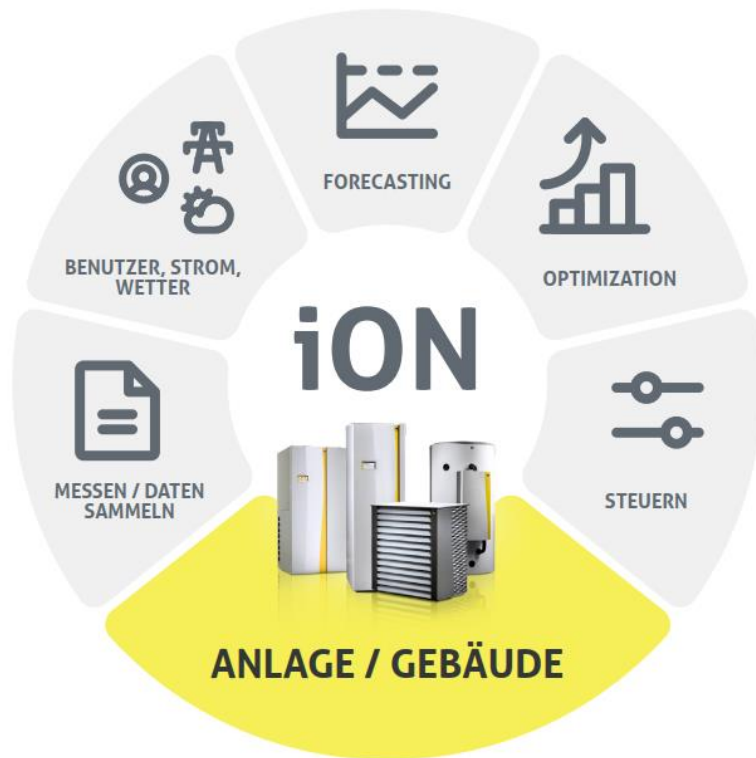 FORECASTING
BENUTZER, STROM,
WETTER
OPTIMIZATION
iON
MESSEN / DATEN
SAMMELN
STEUERN
ANLAGE / GEBÄUDE